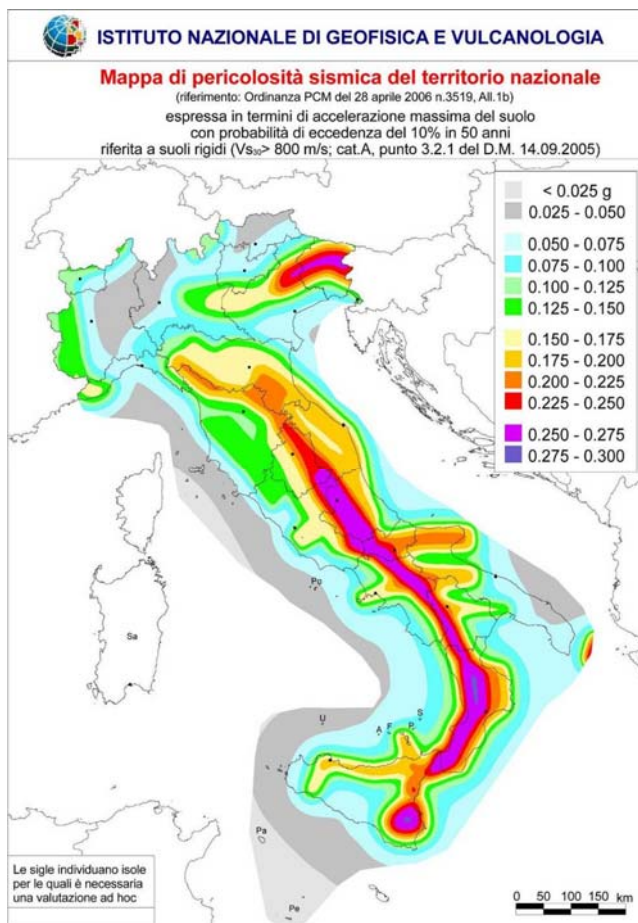 ISTITUTO NAZIONALE DI GEOFISICA E VULCANOLOGIA
Mappa di pericolosità sismica del territorio nazionale
(riferimento: Ordinanza PCM del 28 aprile 2006 n.3519, All.1b)
espressa in termini di accelerazione massima del suolo
con probabilità di eccedenza del 10% in 50 anni
riferita a suoli rigidi (Vs₃₀> 800 m/s; cat.A, punto 3.2.1 del D.M. 14.09.2005)
< 0.025 g
0.025 - 0.050
0.050 - 0.075
0.075 - 0.100
0.100 - 0.125
0.125 - 0.150
0.150 - 0.175
0.175 - 0.200
0.200 - 0.225
0.225 - 0.250
0.250 - 0.275
0.275 - 0.300
Sa
U
A
F
S
Pa
Pe
Le sigle individuano isole
per le quali è necessaria
una valutazione ad hoc
0 50 100 150
km